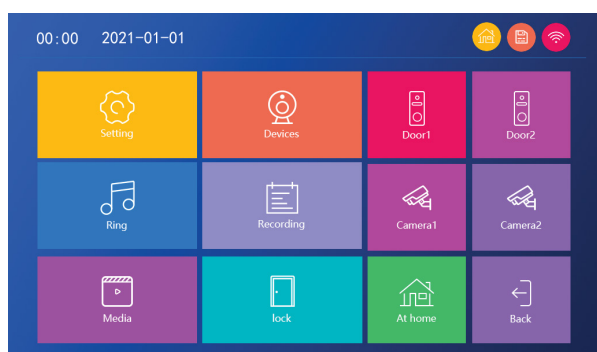 00:00 2021-01-01
Setting Devices Door1 Door2
Ring Recording Camera1 Camera2
Media lock At home Back